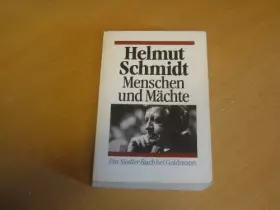 Helmut
Schmidt
Menschen
und Mächte
Ein Siedler Buch bei Goldmann